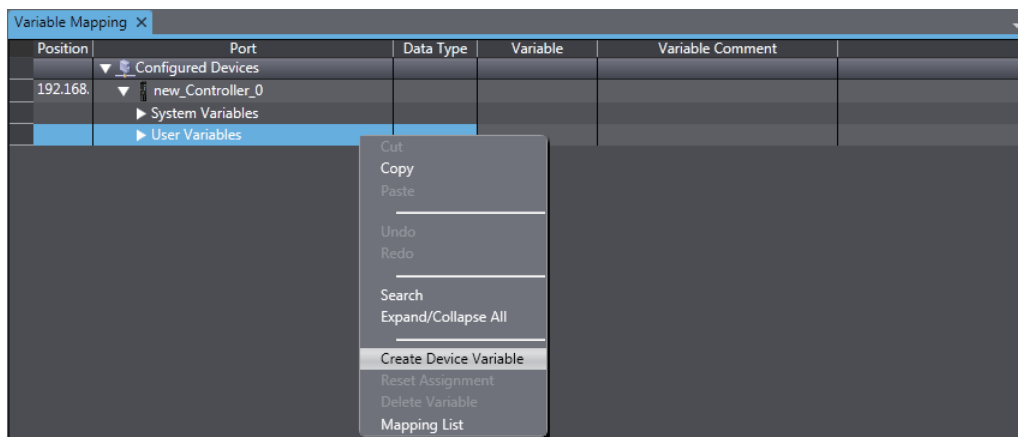 Variable Mapping X
Position Port Data Type Variable Variable Comment
Configured Devices
192.168. new_Controller_0
System Variables
User Variables
Cut
Copy
Paste
Undo
Redo
Search
Expand/Collapse All
Create Device Variable
Reset Assignment
Delete Variable
Mapping List